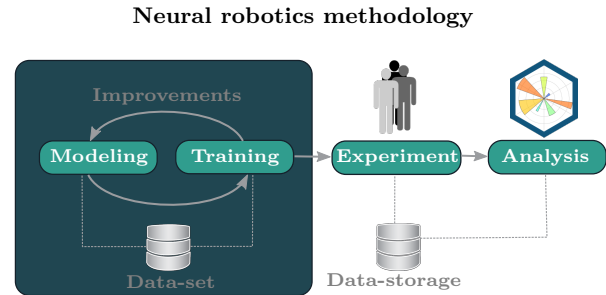 Neural robotics methodology
Improvements
Modeling
Training
Experiment
Analysis
Data-set
Data-storage